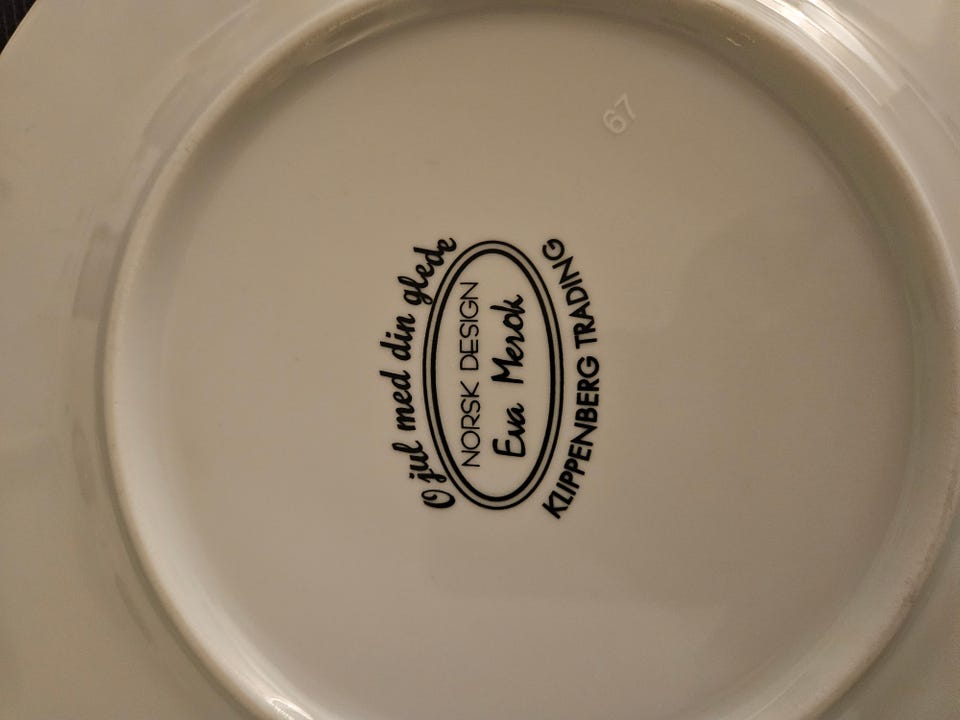 O jul med din glede
NORSK DESIGN
Eva Merok
KLIPPENBERG TRADING
67